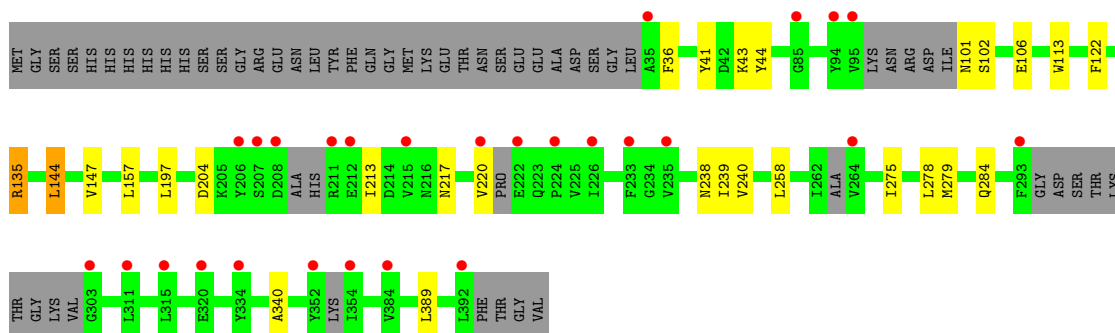 MET GLY SER SER HIS HIS HIS HIS HIS HIS SER SER GLY ARG GLU ASN LEU TYR PHE GLN GLY MET LYS GLU THR ASN SER GLU GLU ALA ASP SER GLY LEU A35 F36 Y41 D42 K43 Y44 G85 Y94 V95 LYS ASN ARG ASP ILE N101 S102 E106 W113 F122
R135 L144 V147 L157 L197 D204 K205 Y206 S207 D208 ALA HIS R211 E212 I213 D214 V215 N216 N217 V220 PRO E222 Q223 P224 V225 I226 F233 G234 V235 N238 I239 V240 L258 I262 ALA V264 I275 L278 M279 Q284 F293 GLY ASP SER THR LYS
THR GLY LYS VAL G303 L311 L315 E320 Y334 A340 Y352 LYS I354 V384 L389 L392 PHE THR GLY VAL